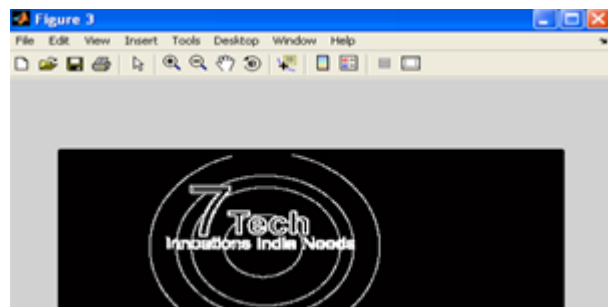 Figure 3
File Edit View Insert Tools Desktop Window Help
7 Tech
Innovations India Needs